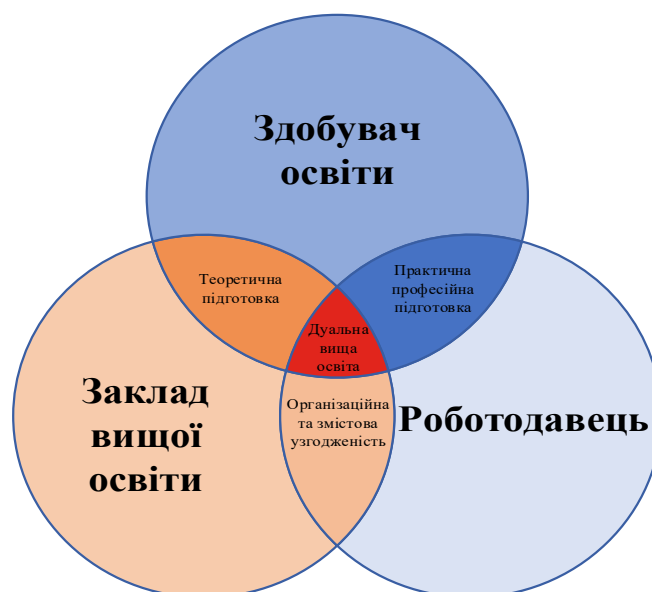 Здобувач
освіти
Теоретична
підготовка
Практична
професійна
підготовка
Дуальна
вища
освіта
Заклад
вищої
освіти
Організаційна
та змістова
узгодженість
Роботодавець